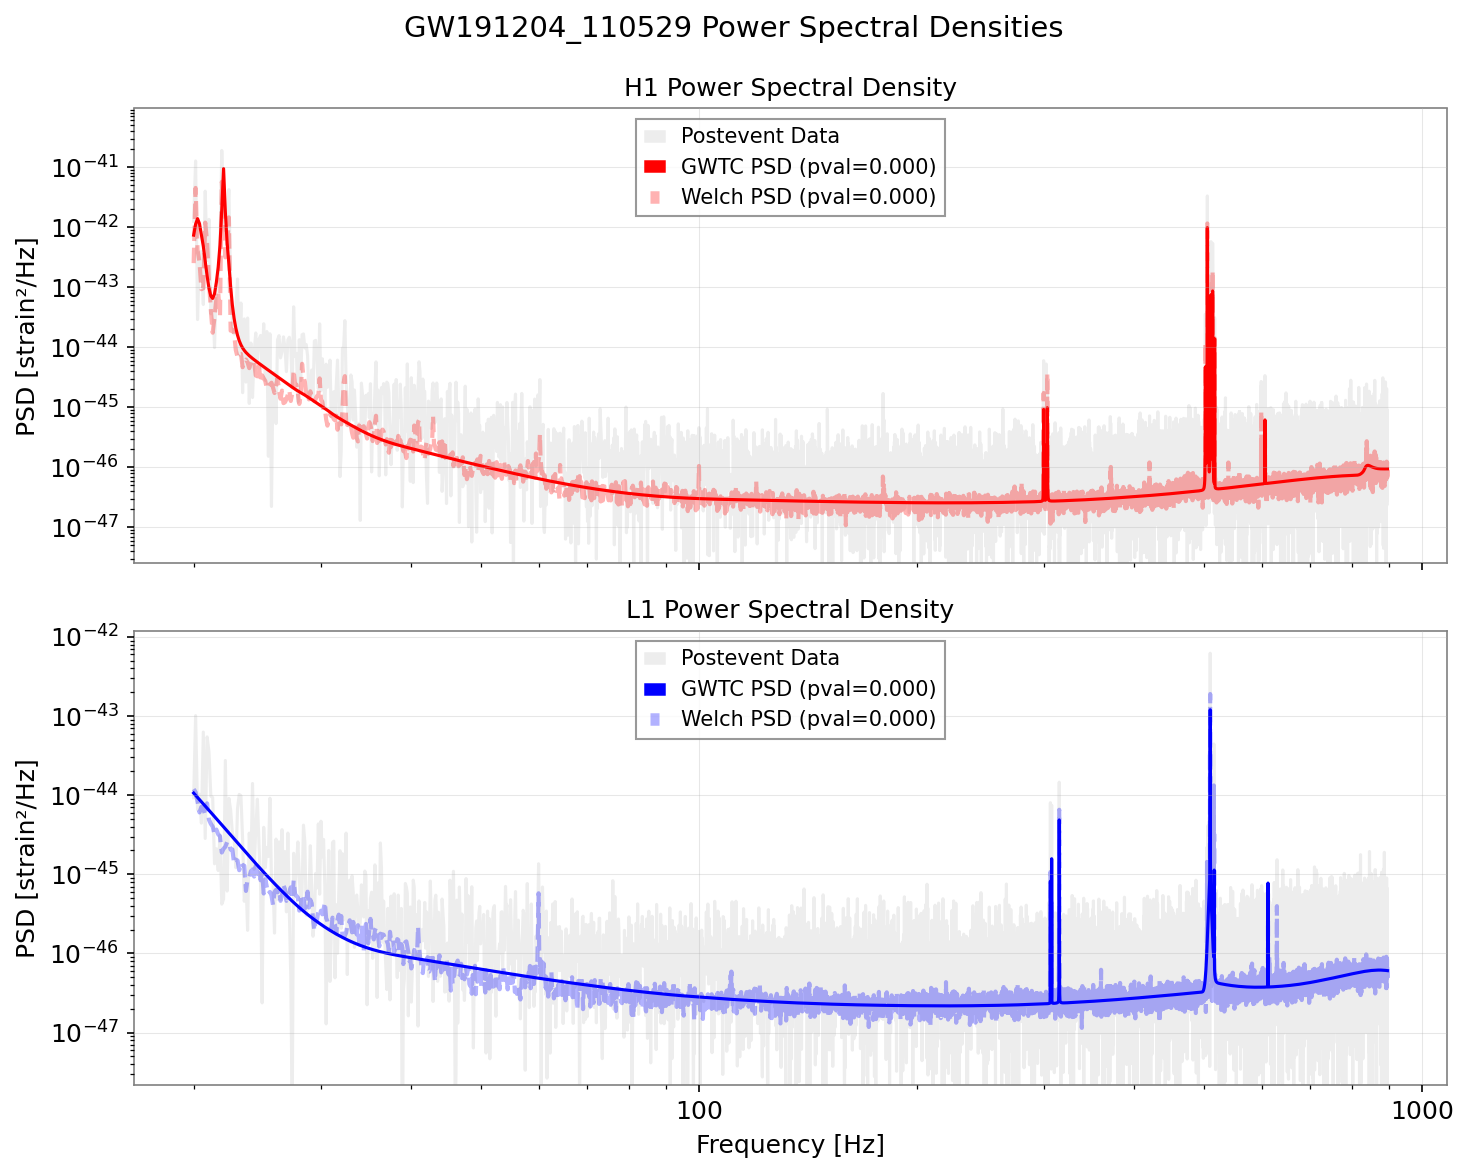 GW191204_110529 Power Spectral Densities
H1 Power Spectral Density
Postevent Data
GWTC PSD (pval=0.000)
Welch PSD (pval=0.000)
PSD [strain²/Hz]
10⁻⁴¹
10⁻⁴²
10⁻⁴³
10⁻⁴⁴
10⁻⁴⁵
10⁻⁴⁶
10⁻⁴⁷
L1 Power Spectral Density
Postevent Data
GWTC PSD (pval=0.000)
Welch PSD (pval=0.000)
PSD [strain²/Hz]
10⁻⁴²
10⁻⁴³
10⁻⁴⁴
10⁻⁴⁵
10⁻⁴⁶
10⁻⁴⁷
100 1000
Frequency [Hz]